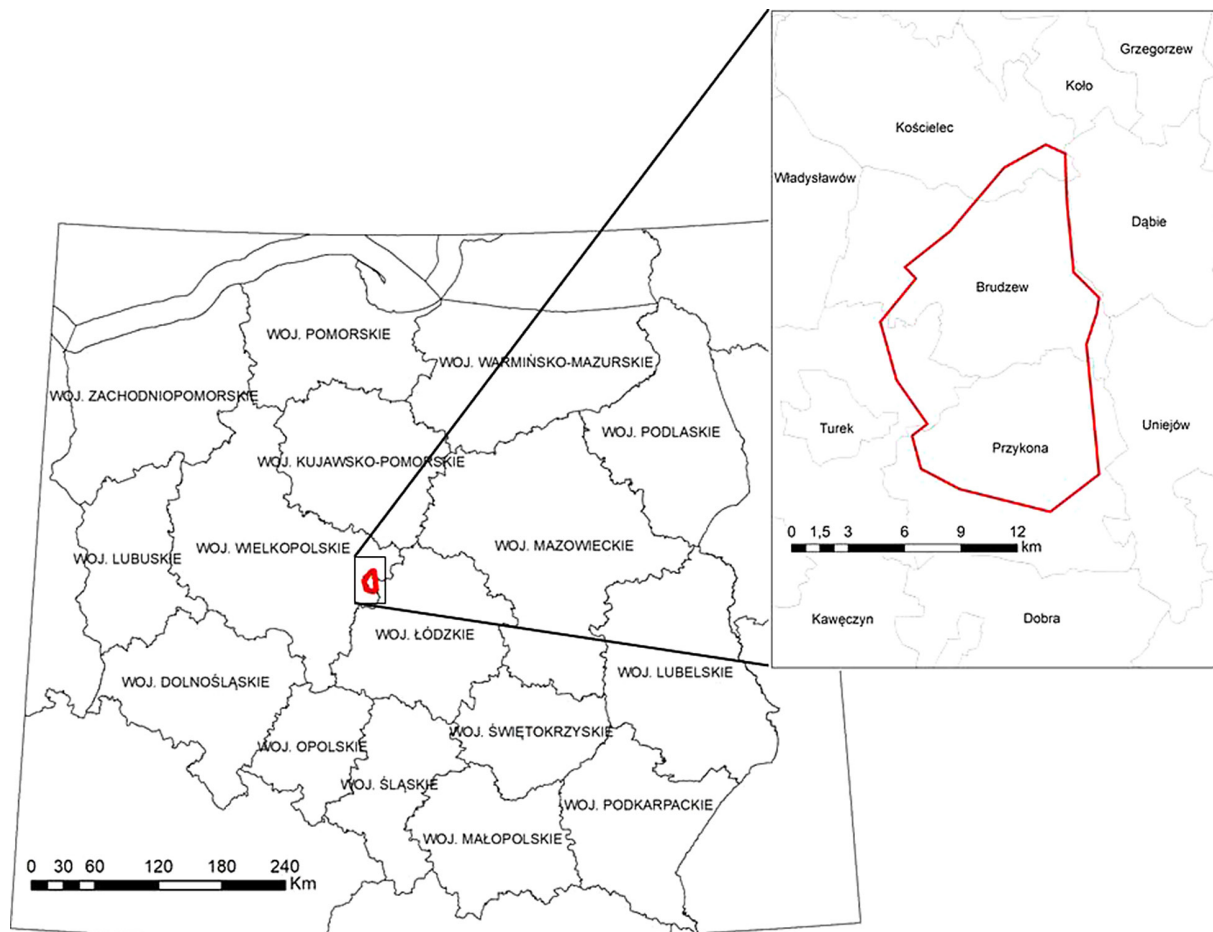 Grzegorzew
Koło
Kościelec
Władysławów
Dąbie
Brudzew
Turek
Uniejów
Przykona
0 1,5 3 6 9 12
km
Kawęczyn
Dobra
WOJ. POMORSKIE
WOJ. WARMIŃSKO-MAZURSKIE
WOJ. ZACHODNIOPOMORSKIE
WOJ. PODLASKIE
WOJ. KUJAWSKO-POMORSKIE
WOJ. WIELKOPOLSKIE
WOJ. MAZOWIECKIE
WOJ. LUBUSKIE
WOJ. ŁÓDZKIE
WOJ. LUBELSKIE
WOJ. DOLNOŚLĄSKIE
WOJ. ŚWIĘTOKRZYSKIE
WOJ. OPOLSKIE
WOJ. ŚLĄSKIE
WOJ. PODKARPACKIE
WOJ. MAŁOPOLSKIE
0 30 60 120 180 240
Km